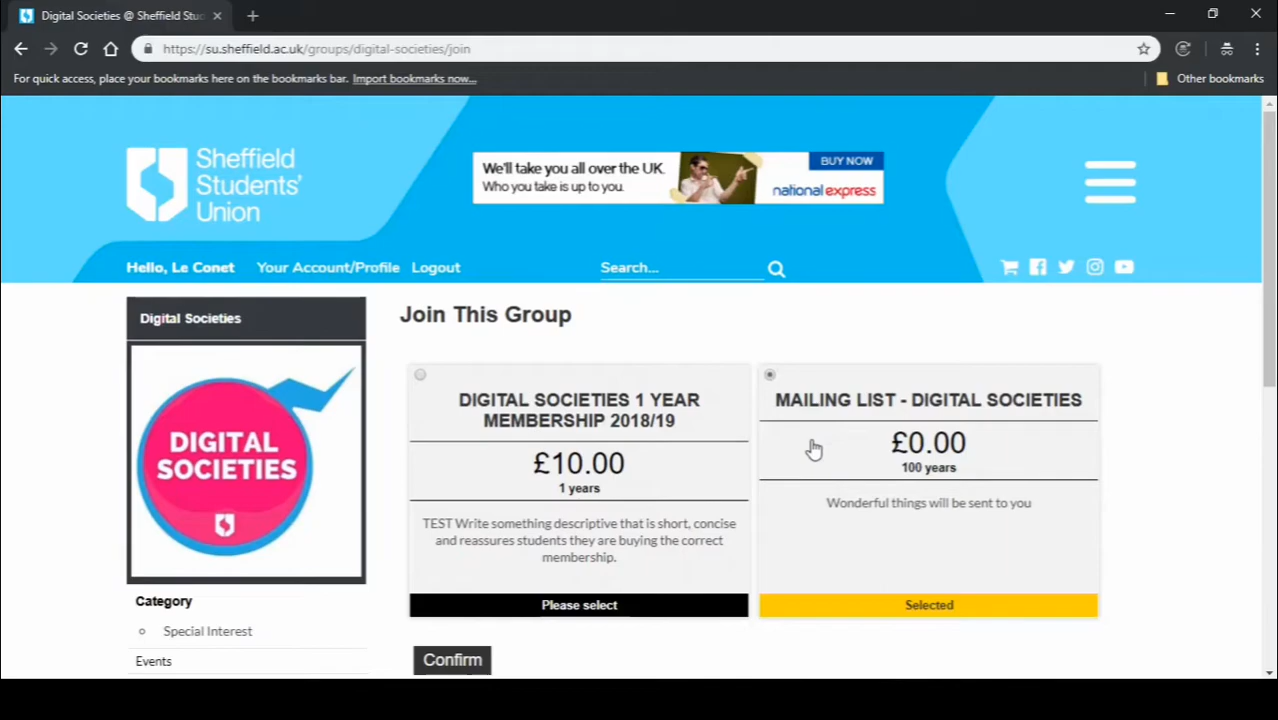 Digital Societies @ Sheffield Stud
https://su.sheffield.ac.uk/groups/digital-societies/join
For quick access, place your bookmarks here on the bookmarks bar. Import bookmarks now...
Other bookmarks
Sheffield
Students'
Union
We'll take you all over the UK.
Who you take is up to you.
BUY NOW
national express
Hello, Le Conet
Your Account/Profile
Logout
Search...
Digital Societies
DIGITAL
SOCIETIES
Category
Special Interest
Events
Join This Group
DIGITAL SOCIETIES 1 YEAR
MEMBERSHIP 2018/19
£10.00
1 years
TEST Write something descriptive that is short, concise
and reassures students they are buying the correct
membership.
Please select
MAILING LIST - DIGITAL SOCIETIES
£0.00
100 years
Wonderful things will be sent to you
Selected
Confirm